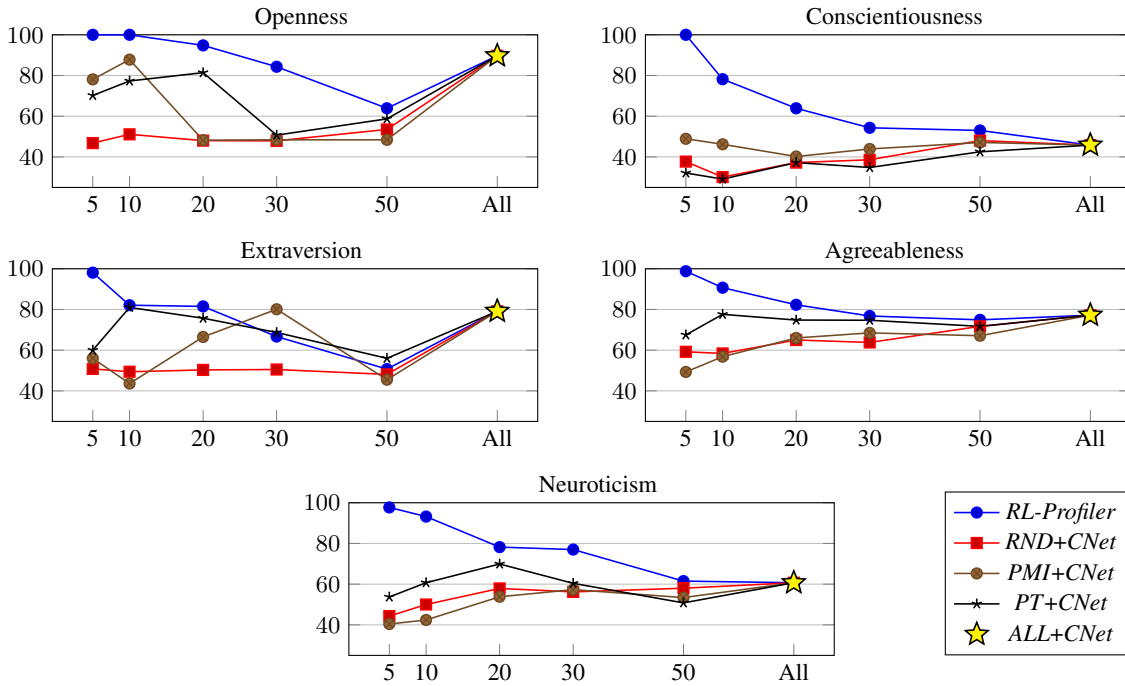 Openness
100
80
60
40
5 10 20 30 50 All
Conscientiousness
100
80
60
40
5 10 20 30 50 All
Extraversion
100
80
60
40
5 10 20 30 50 All
Agreeableness
100
80
60
40
5 10 20 30 50 All
Neuroticism
100
80
60
40
5 10 20 30 50 All
RL-Profiler
RND+CNet
PMI+CNet
PT+CNet
ALL+CNet